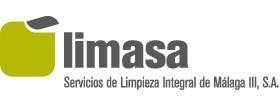 limasa
Servicios de Limpieza Integral de Málaga III, S.A.